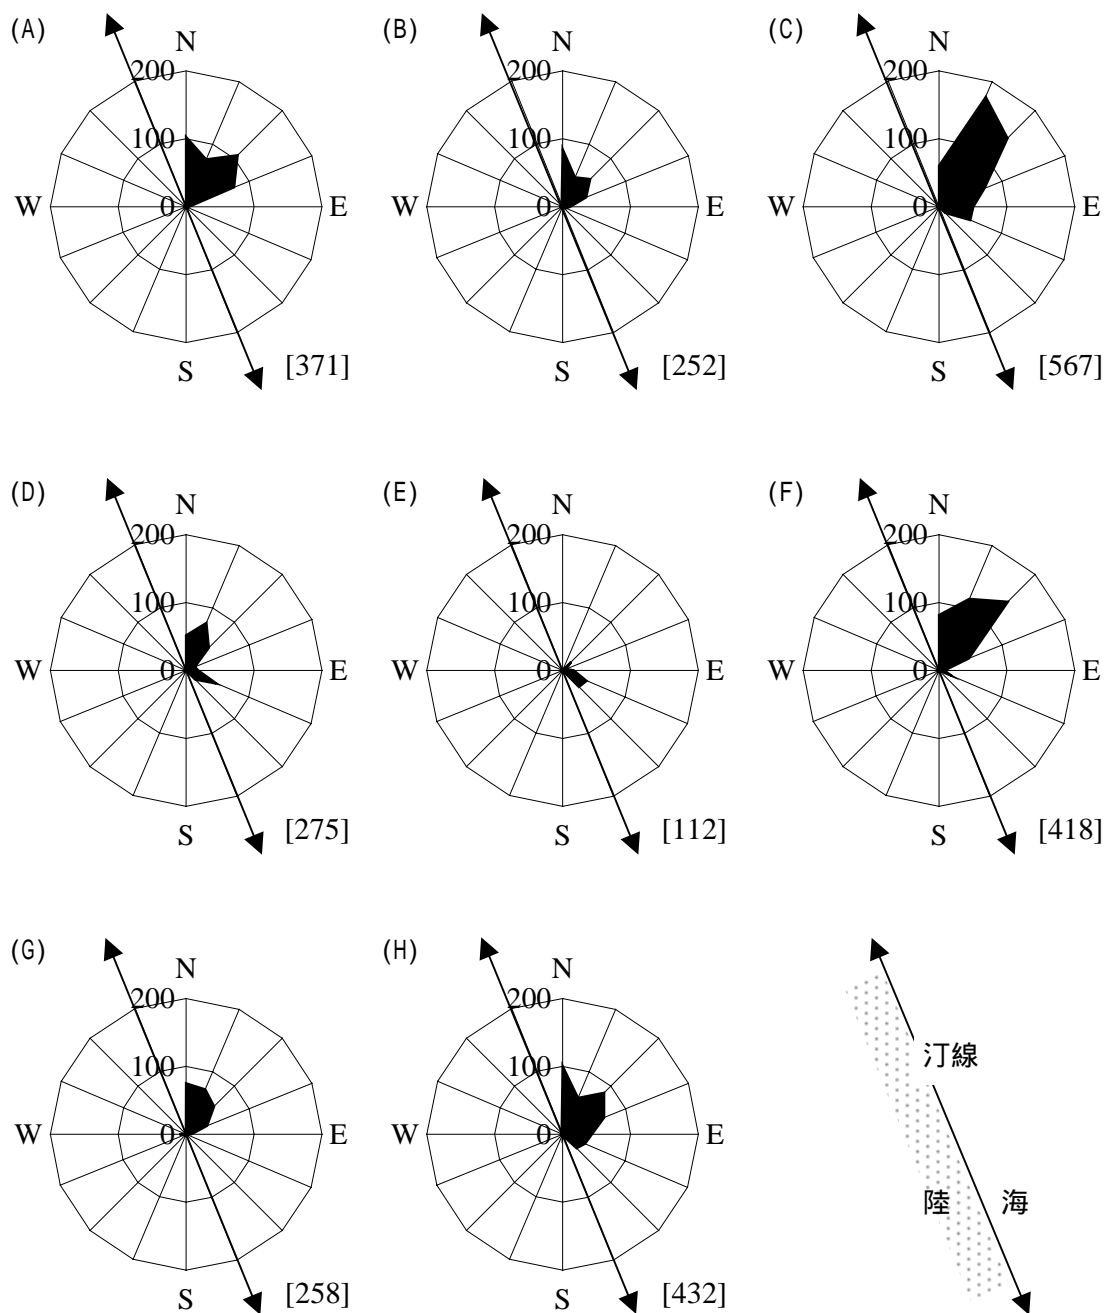 (A)
N
200
100
W 0 E
S
[371]
(B)
N
200
100
W 0 E
S
[252]
(C)
N
200
100
W 0 E
S
[567]
(D)
N
200
100
W 0 E
S
[275]
(E)
N
200
100
W 0 E
S
[112]
(F)
N
200
100
W 0 E
S
[418]
(G)
N
200
100
W 0 E
S
[258]
(H)
N
200
100
W 0 E
S
[432]
汀線
陸 海